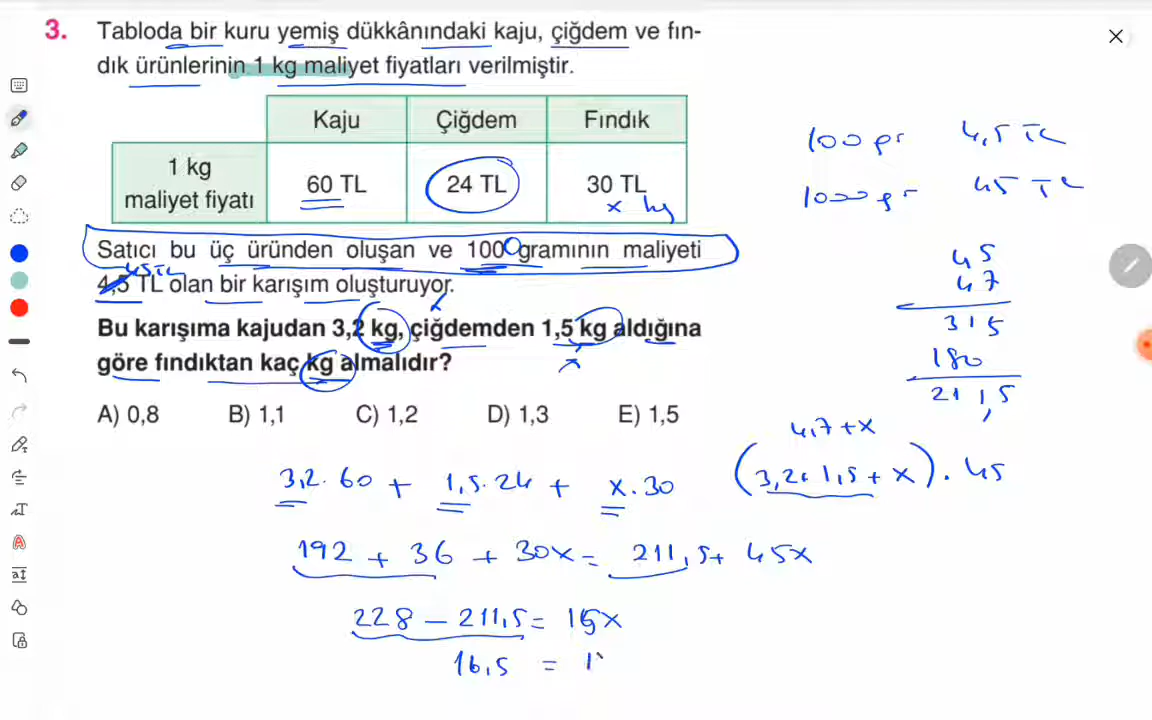 3. Tabloda bir kuru yemiş dükkânındaki kaju, çiğdem ve fın-
dık ürünlerinin 1 kg maliyet fiyatları verilmiştir.
Kaju Çiğdem Fındık
1 kg
maliyet fiyatı
60 TL 24 TL 30 TL
x kg
Satıcı bu üç üründen oluşan ve 1000 gramının maliyeti
45 TL
4,5 TL olan bir karışım oluşturuyor.
Bu karışıma kajudan 3,2 kg, çiğdemden 1,5 kg aldığına
göre fındıktan kaç kg almalıdır?
A) 0,8 B) 1,1 C) 1,2 D) 1,3 E) 1,5
100 gr 4,5 TL
1000 gr 45 TL
45
47
315
180
21 1,5
4,7+x
3,2.60 + 1,5.24 + x.30 (3,2+1,5+x).45
192 + 36 + 30x = 211,5+ 45x
228 - 211,5 = 15x
16,5 = 1